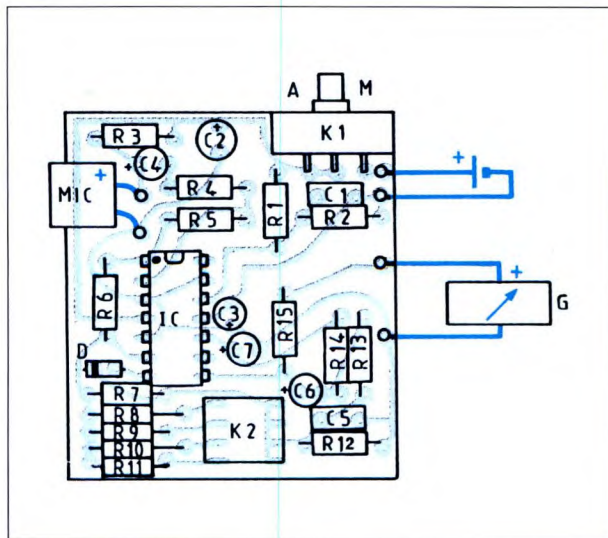 A M
K1
R3
C2
+
C4
+
MIC
+
R4
R5
R1
C1
R2
+
R6
IC
C3
+
C7
+
R15
R14
R13
+
G
D
C6
+
R7
R8
R9
R10
R11
K2
C5
R12